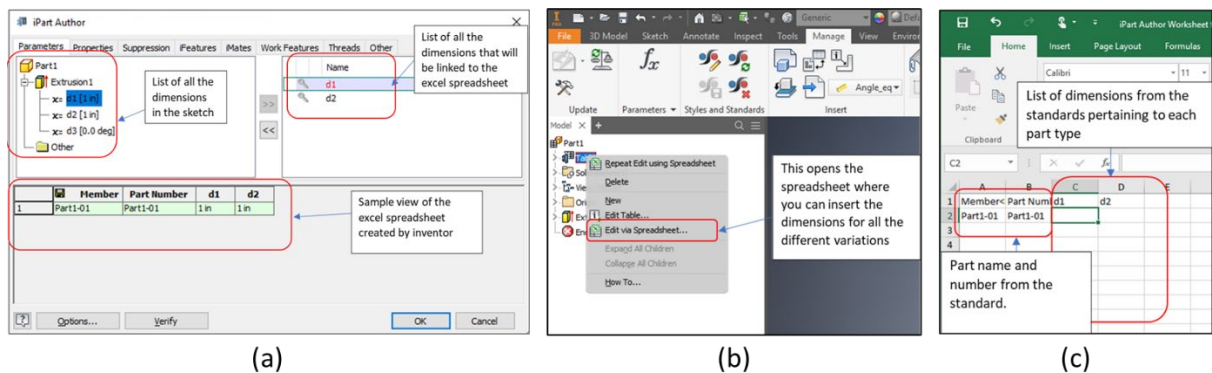 iPart Author
Parameters Properties Suppression iFeatures iMates Work Features Threads Other
Part1
Extrusion1
x= d1 [1 in]
x= d2 [1 in]
x= d3 [0.0 deg]
Other
List of all the
dimensions
in the sketch
>>
<<
Name
d1
d2
List of all the
dimensions that will
be linked to the
excel spreadsheet
Member Part Number d1 d2
1 Part1-01 Part1-01 1 in 1 in
Sample view of the
excel spreadsheet
created by inventor
Options... Verify OK Cancel
(a)
Generic
File 3D Model Sketch Annotate Inspect Tools Manage View Environ
fx
Angle_eq
Update Parameters Styles and Standards Insert
Model × +
Part1
Repeat Edit using Spreadsheet
Delete
New
Edit Table...
Edit via Spreadsheet...
Expand All Children
Collapse All Children
How To...
This opens the
spreadsheet where
you can insert the
dimensions for all the
different variations
(b)
iPart Author Worksheet
File Home Insert Page Layout Formulas
Calibri 11
Paste
Clipboard
List of dimensions from the
standards pertaining to each
part type
C2 fx
A B C D E
1 Member< Part Num d1 d2
2 Part1-01 Part1-01
3
4
Part name and
number from the
standard.
(c)